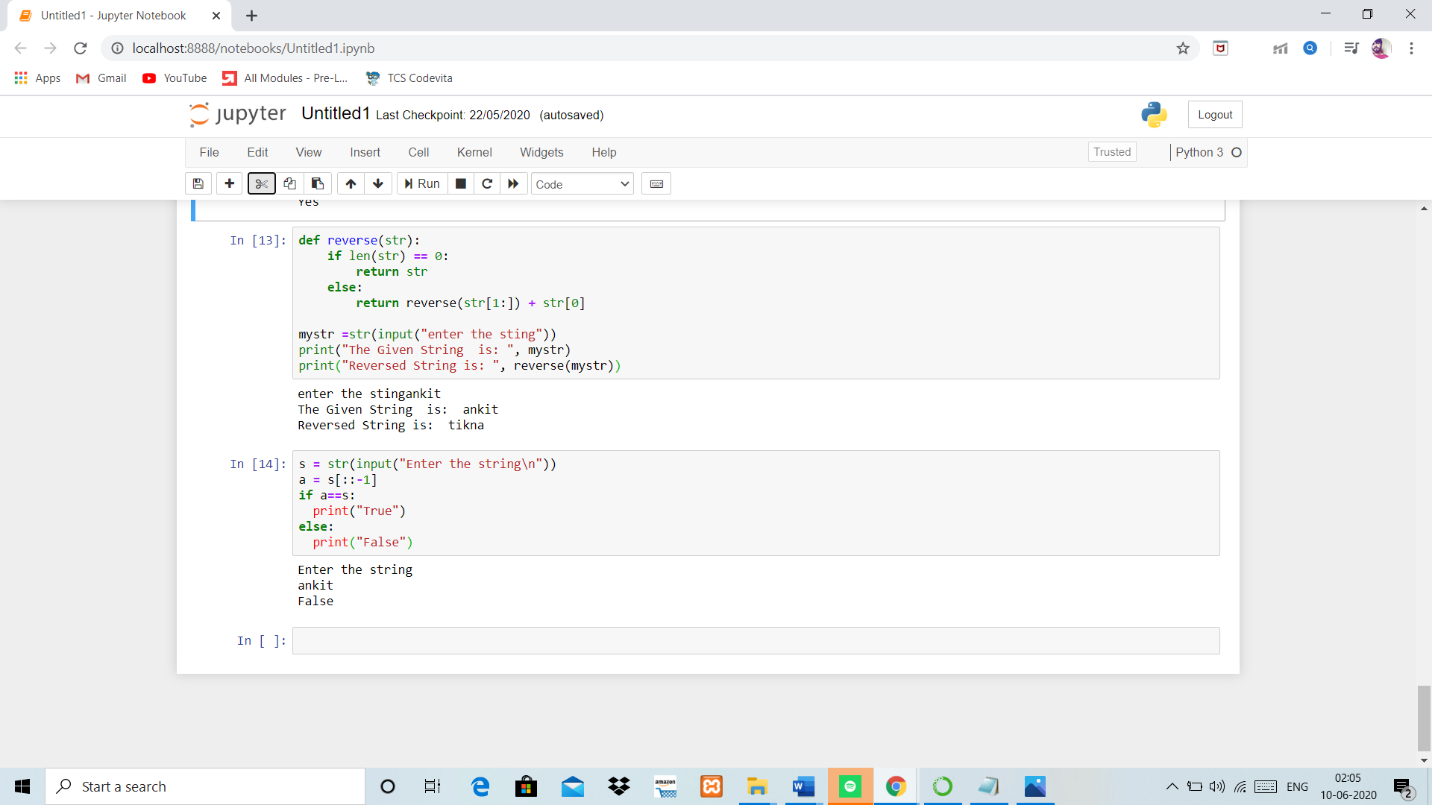 Untitled1 - Jupyter Notebook
localhost:8888/notebooks/Untitled1.ipynb
Apps Gmail YouTube All Modules - Pre-L... TCS Codevita
jupyter Untitled1 Last Checkpoint: 22/05/2020 (autosaved) Logout
File Edit View Insert Cell Kernel Widgets Help Trusted Python 3
Run Code
Yes
In [13]: def reverse(str):
    if len(str) == 0:
        return str
    else:
        return reverse(str[1:]) + str[0]
mystr =str(input("enter the sting"))
print("The Given String  is: ", mystr)
print("Reversed String is: ", reverse(mystr))
enter the stingankit
The Given String  is:  ankit
Reversed String is:  tikna
In [14]: s = str(input("Enter the string\n"))
a = s[::-1]
if a==s:
  print("True")
else:
  print("False")
Enter the string
ankit
False
In [ ]:
Start a search amazon ENG 02:05
10-06-2020 2